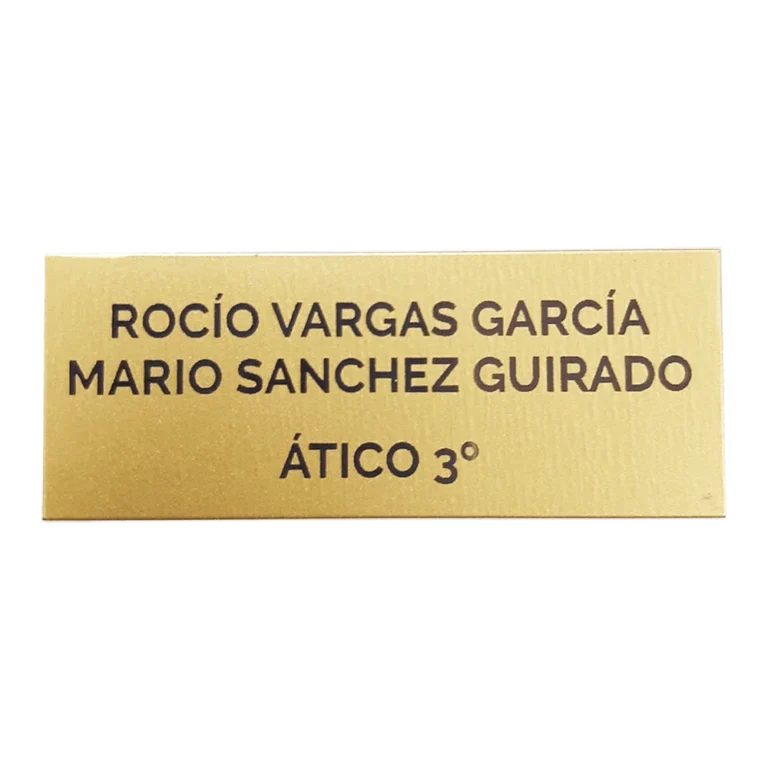 ROCÍO VARGAS GARCÍA
MARIO SANCHEZ GUIRADO
ÁTICO 3º